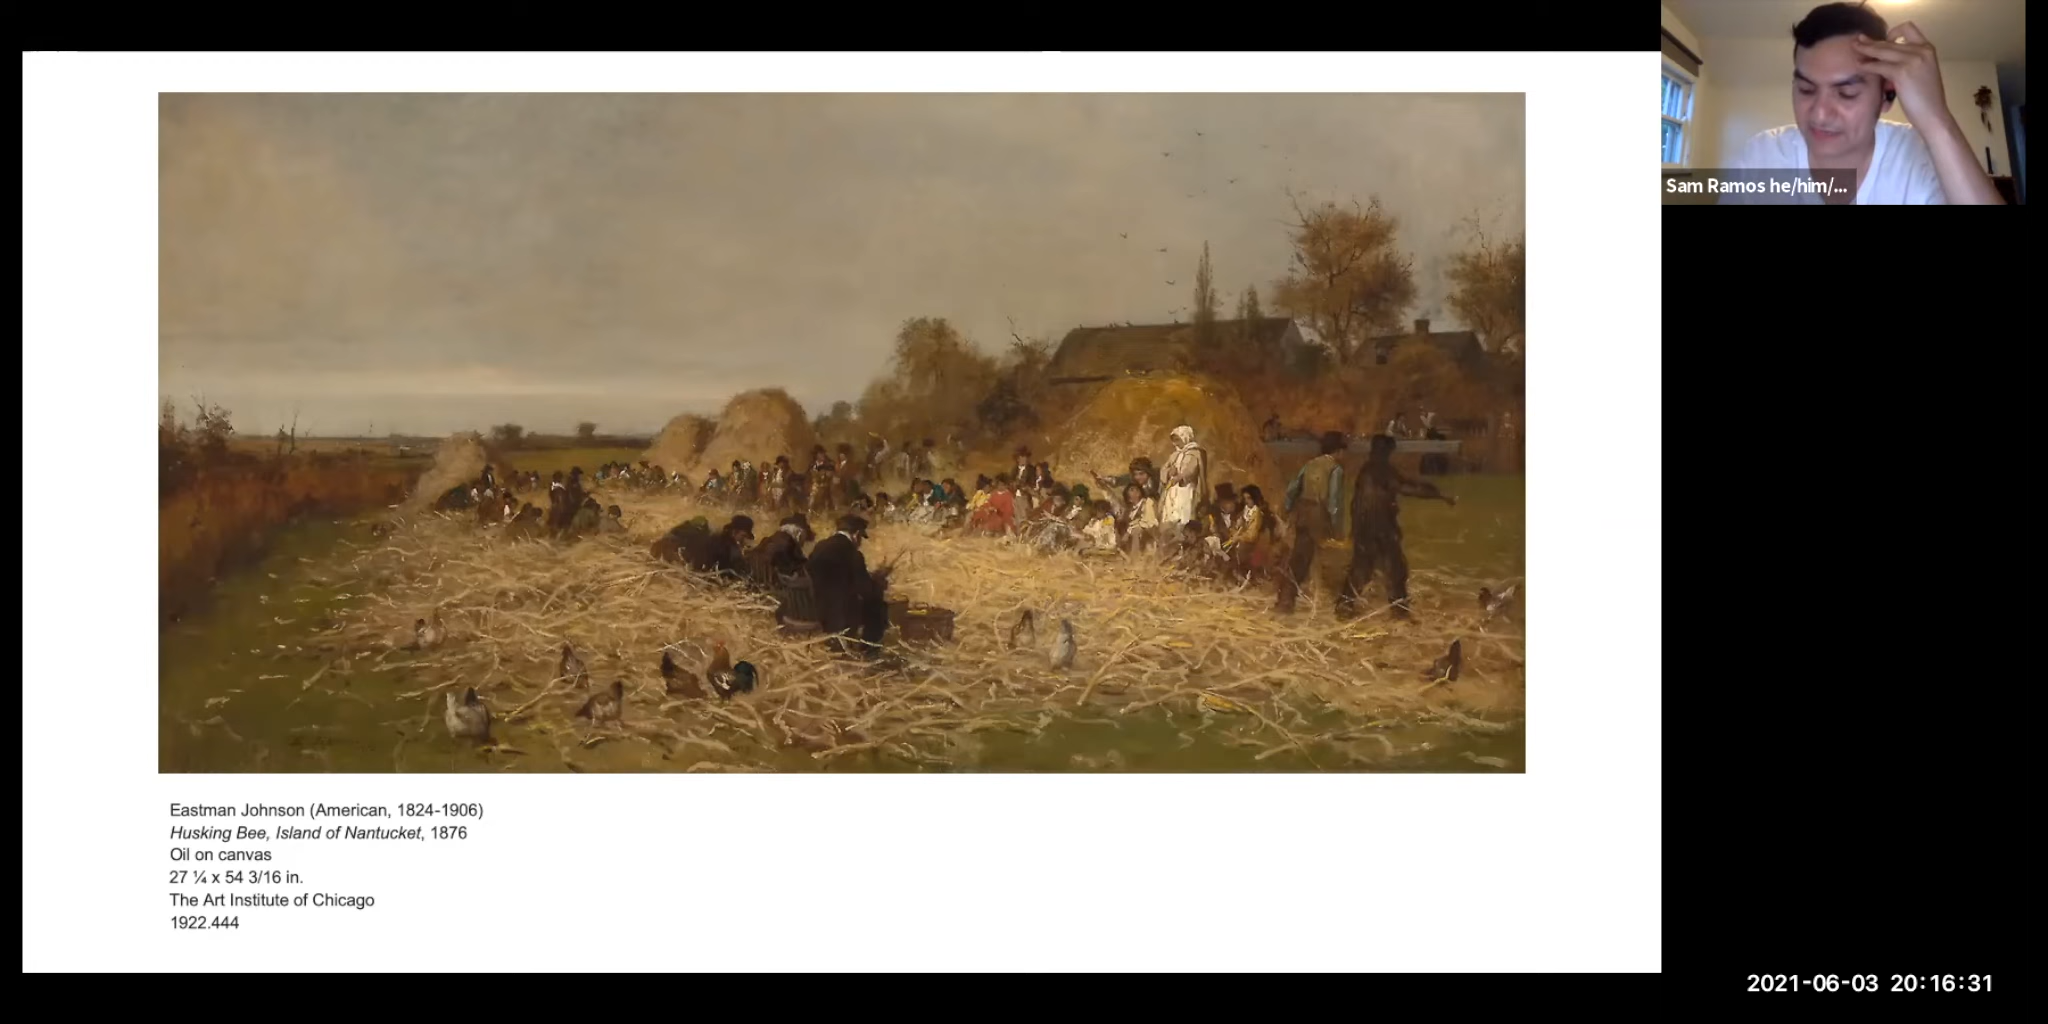 Sam Ramos he/him/...
Eastman Johnson (American, 1824-1906)
Husking Bee, Island of Nantucket, 1876
Oil on canvas
27 ¼ x 54 3/16 in.
The Art Institute of Chicago
1922.444
2021-06-03 20:16:31